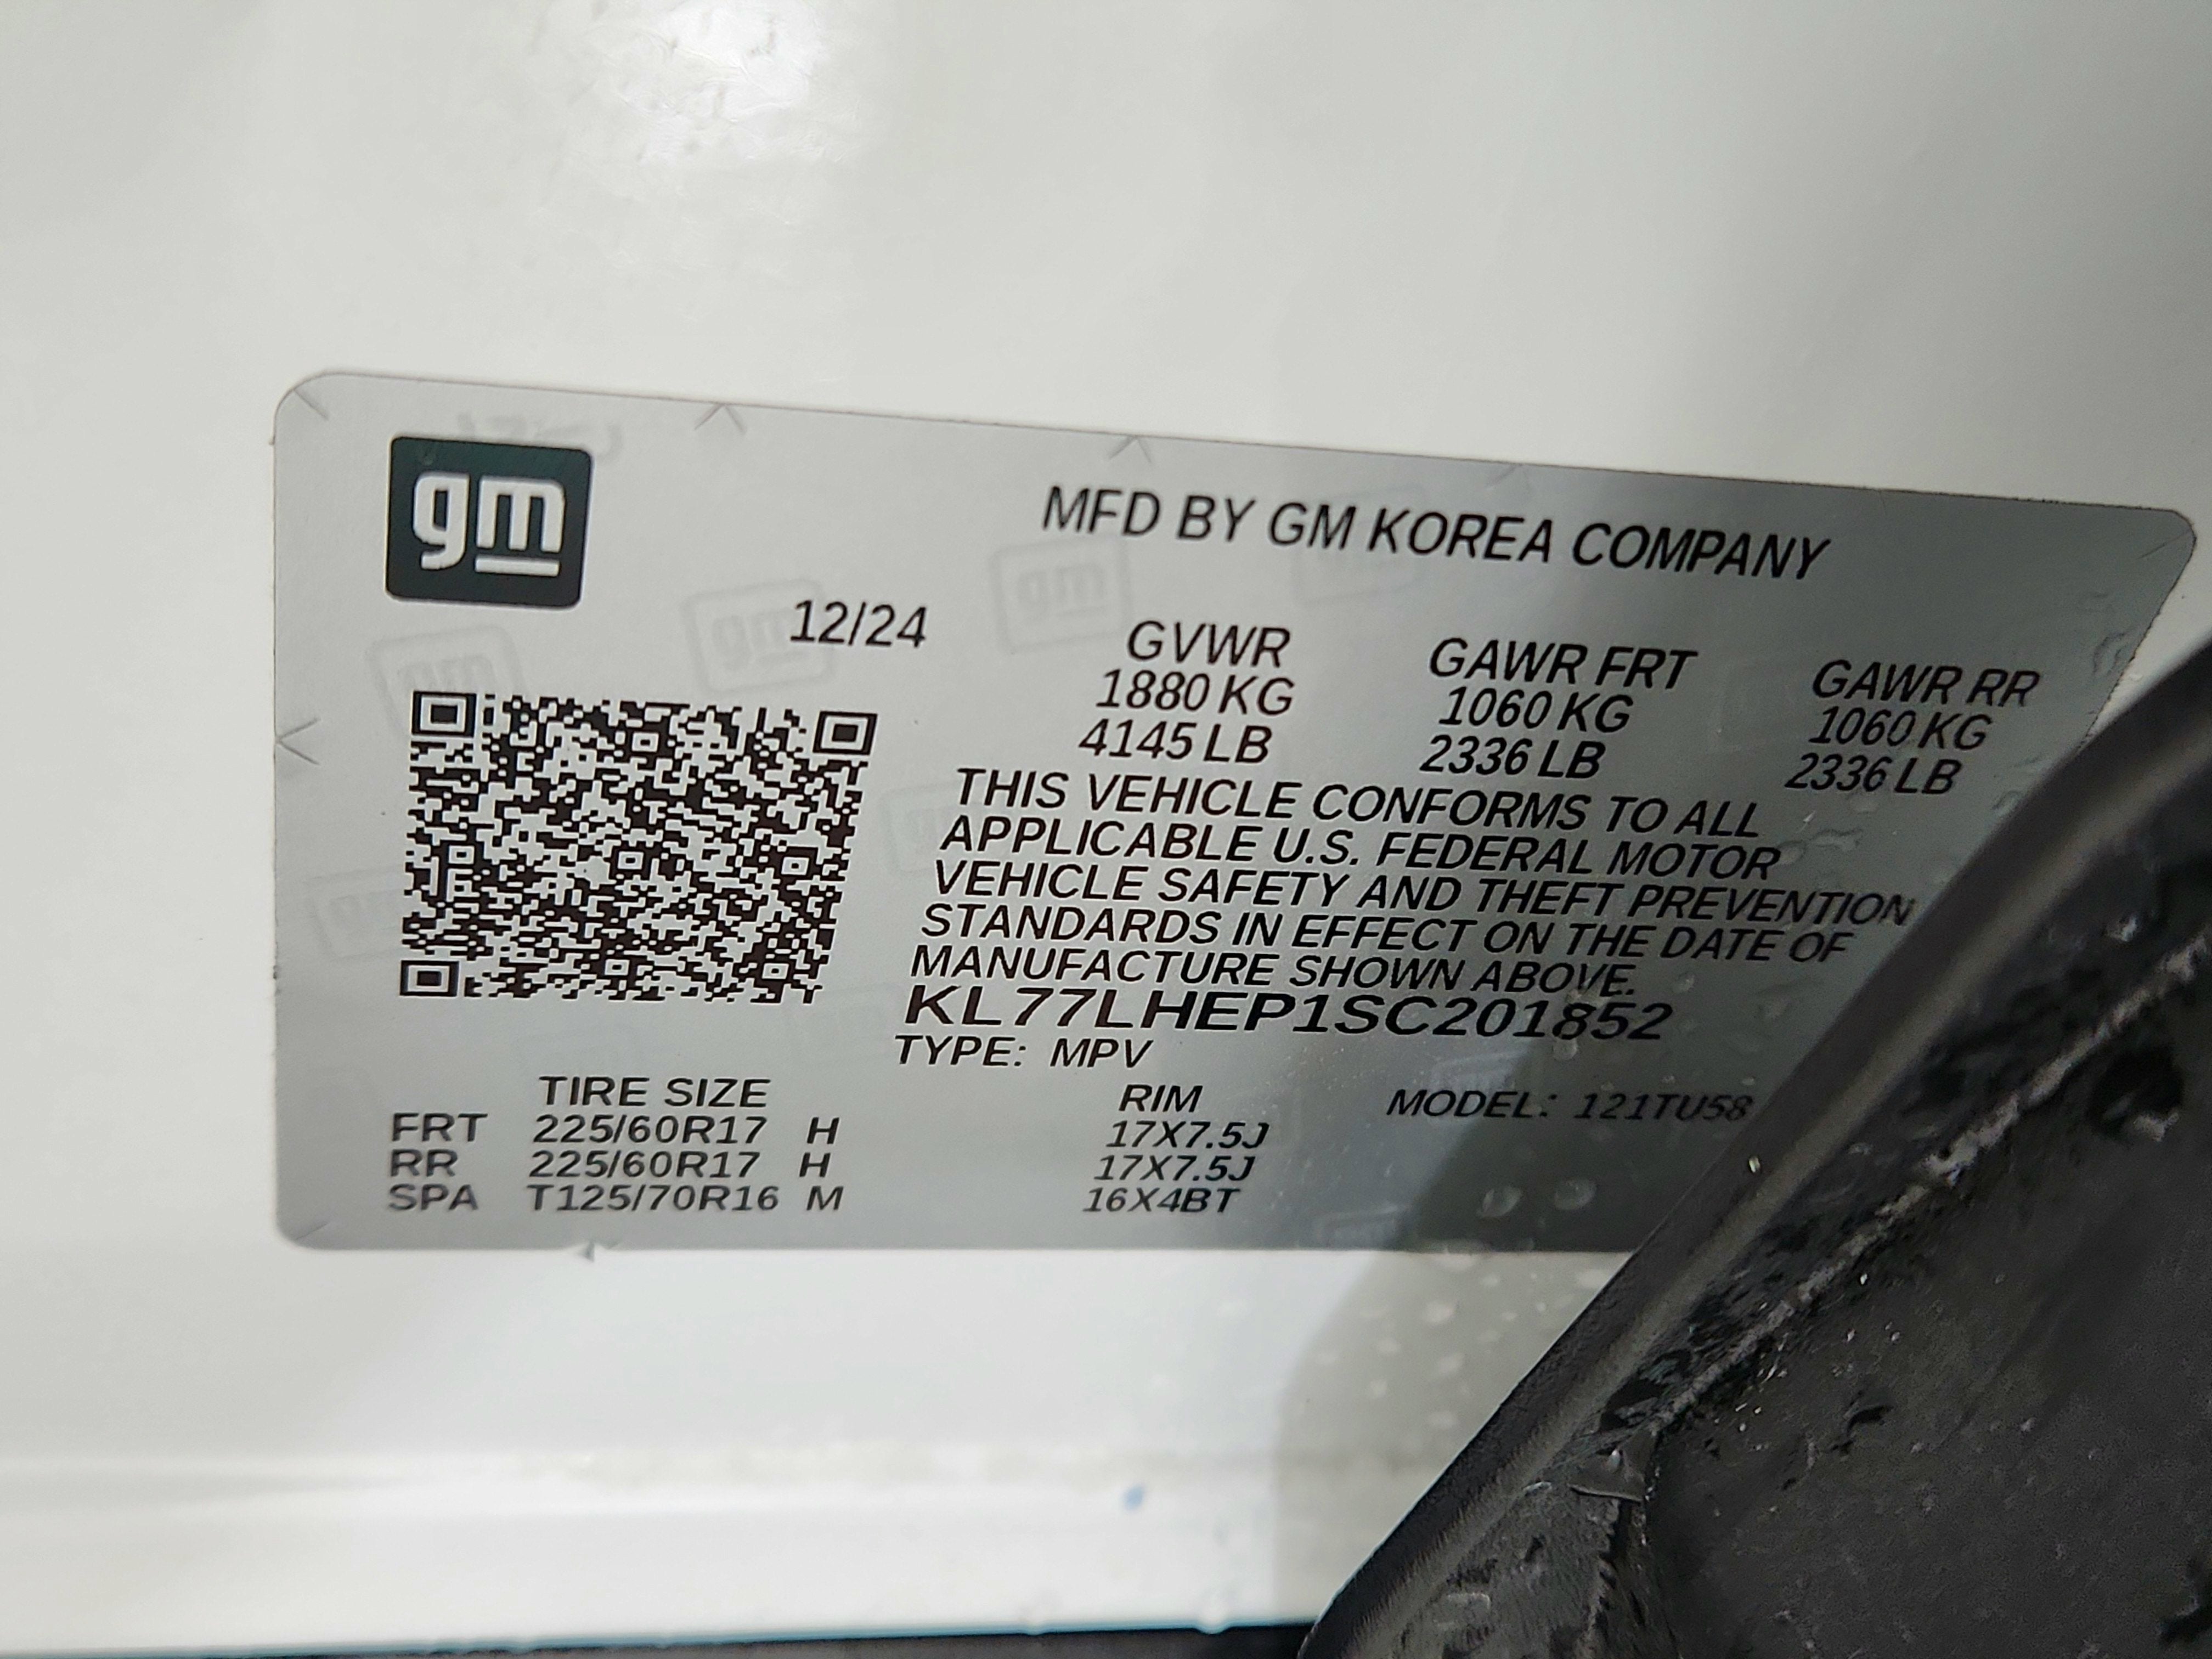 gm
MFD BY GM KOREA COMPANY
12/24
GVWR GAWR FRT GAWR RR
1880 KG 1060 KG 1060 KG
4145 LB 2336 LB 2336 LB
THIS VEHICLE CONFORMS TO ALL
APPLICABLE U.S. FEDERAL MOTOR
VEHICLE SAFETY AND THEFT PREVENTION
STANDARDS IN EFFECT ON THE DATE OF
MANUFACTURE SHOWN ABOVE.
KL77LHEP1SC201852
TYPE: MPV
TIRE SIZE RIM MODEL: 121TU58
FRT 225/60R17 H 17X7.5J
RR 225/60R17 H 17X7.5J
SPA T125/70R16 M 16X4BT